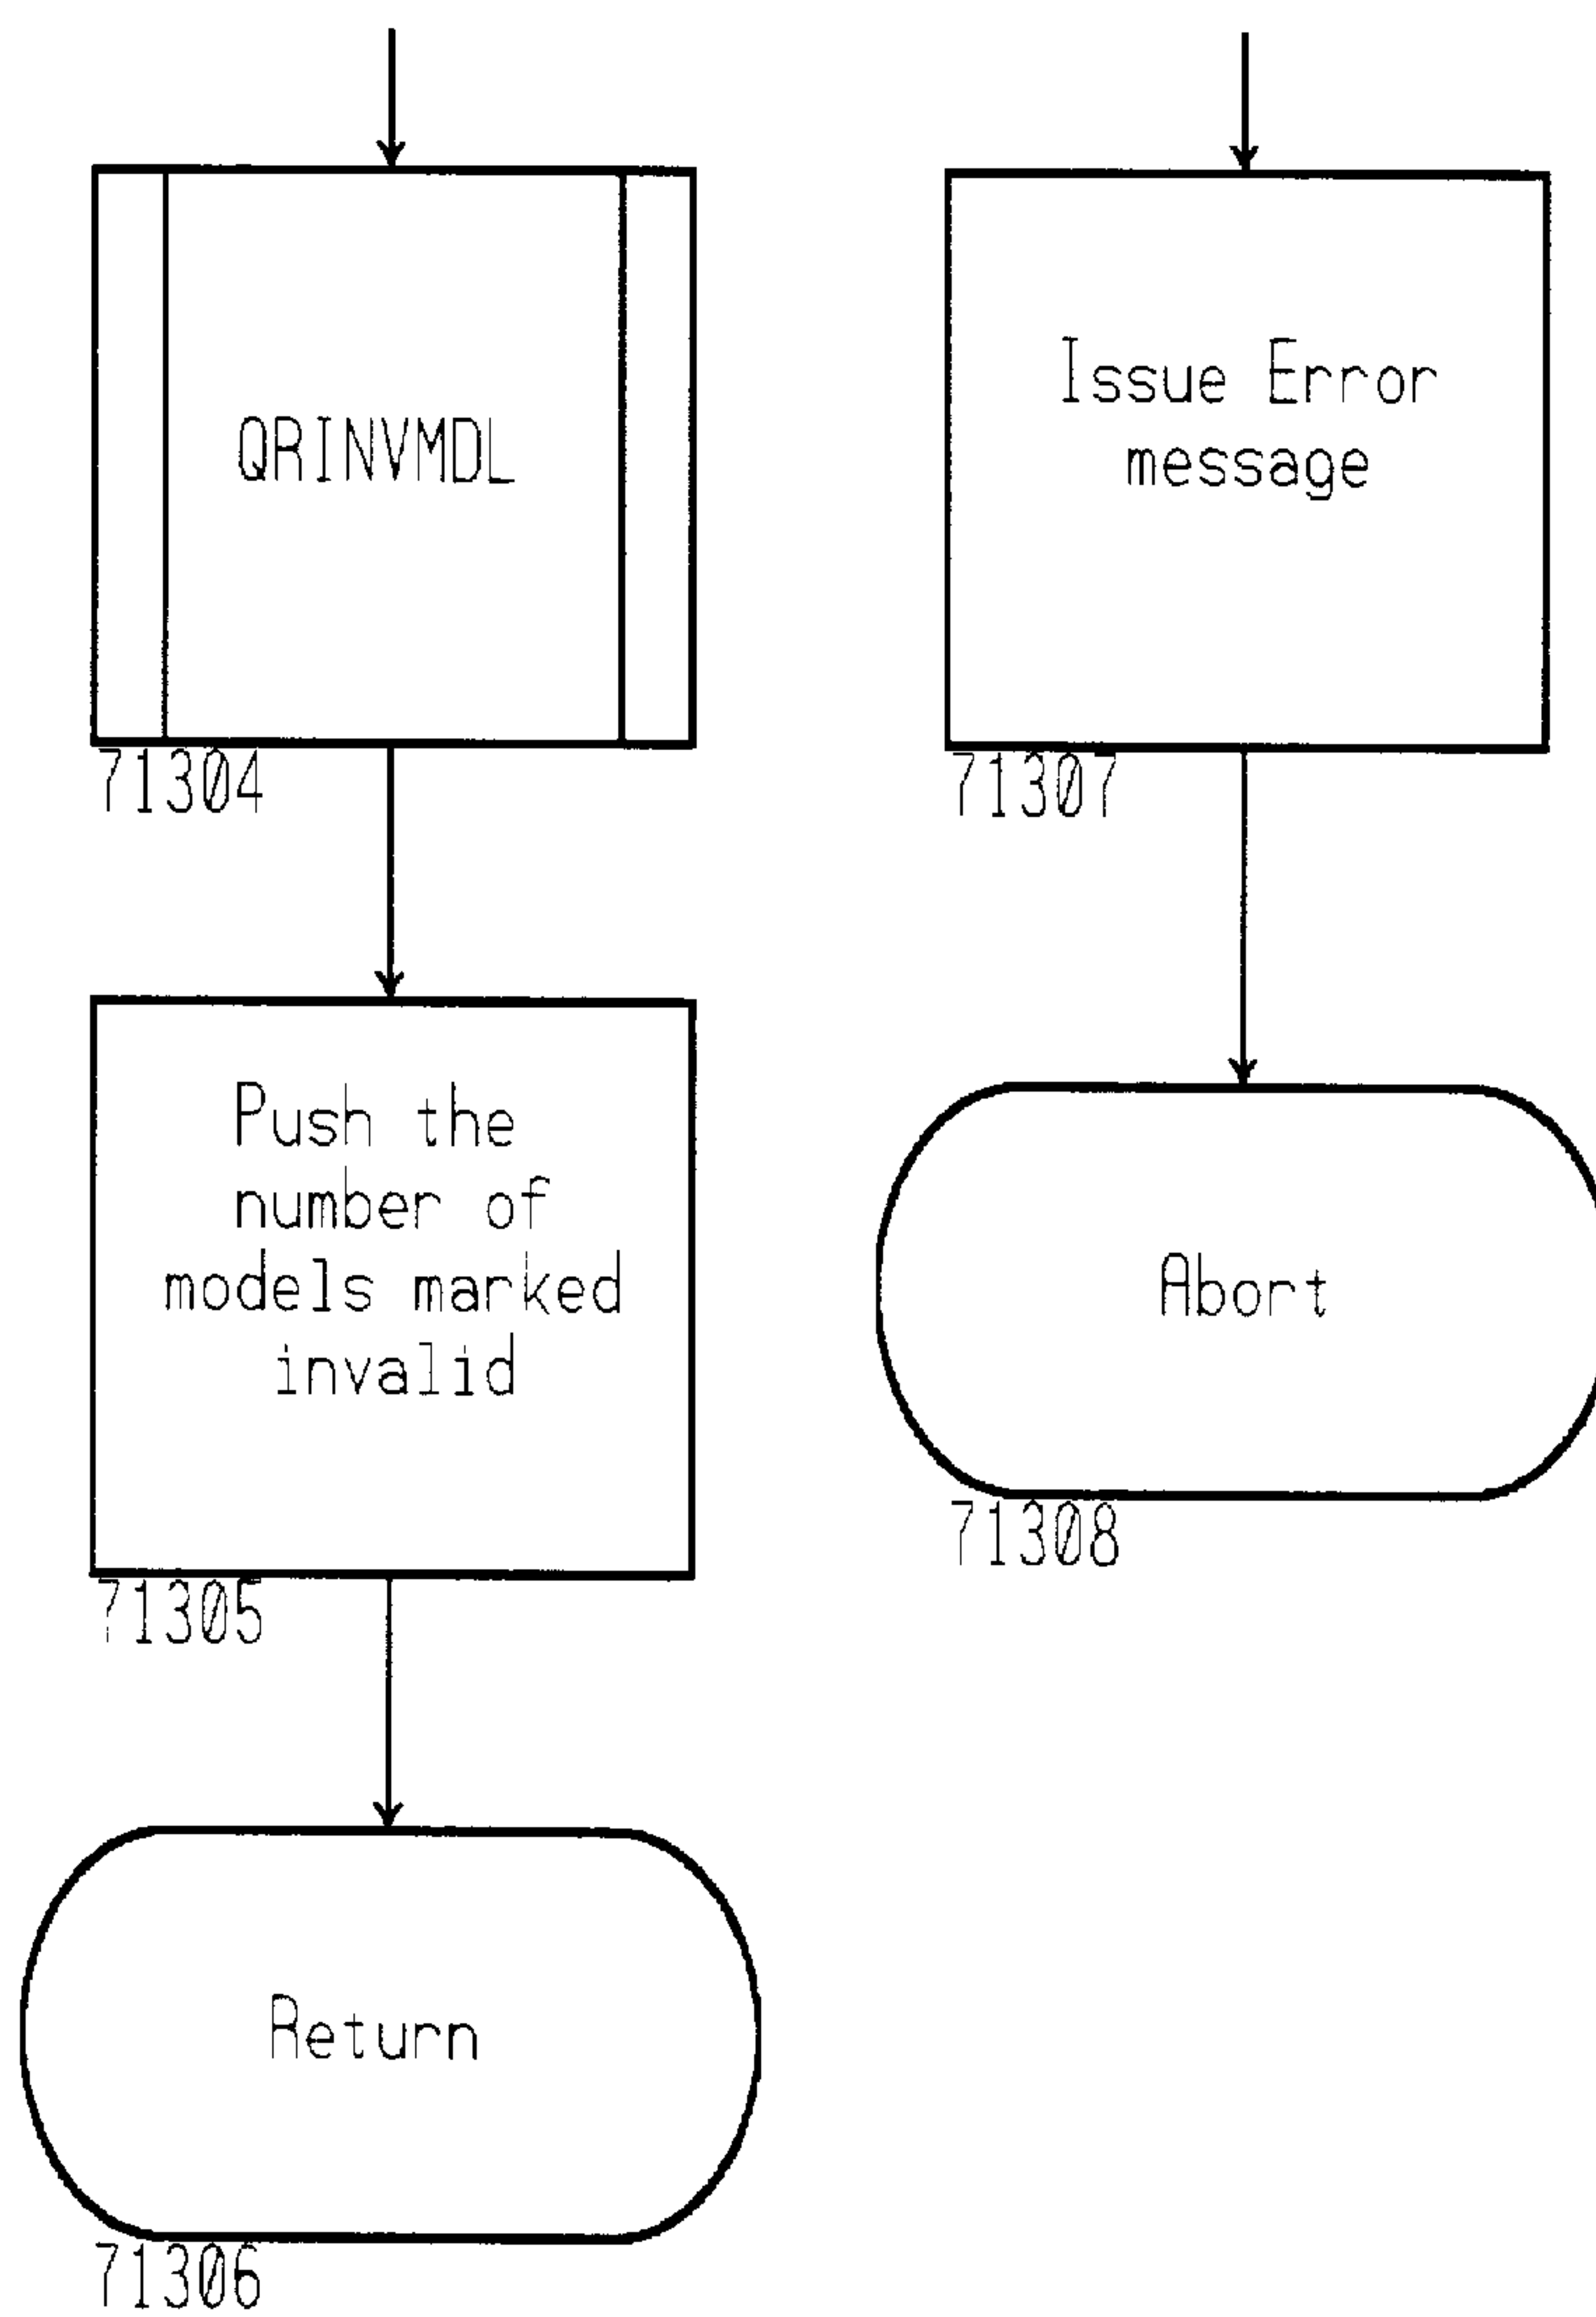 QRINVMDL
71304
Push the
number of
models marked
invalid
71305
Return
71306
Issue Error
message
71307
Abort
71308